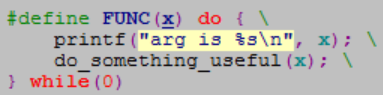 #define FUNC(x) do { \
    printf("arg is %s\n", x); \
    do_something_useful(x); \
} while(0)